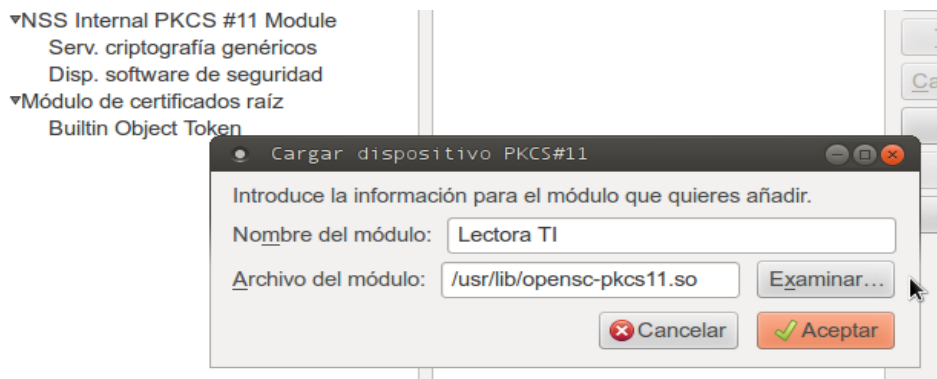 NSS Internal PKCS #11 Module
Serv. criptografía genéricos
Disp. software de seguridad
Módulo de certificados raíz
Builtin Object Token
Cargar dispositivo PKCS#11
Introduce la información para el módulo que quieres añadir.
Nombre del módulo: Lectora TI
Archivo del módulo: /usr/lib/opensc-pkcs11.so Examinar...
Cancelar Aceptar